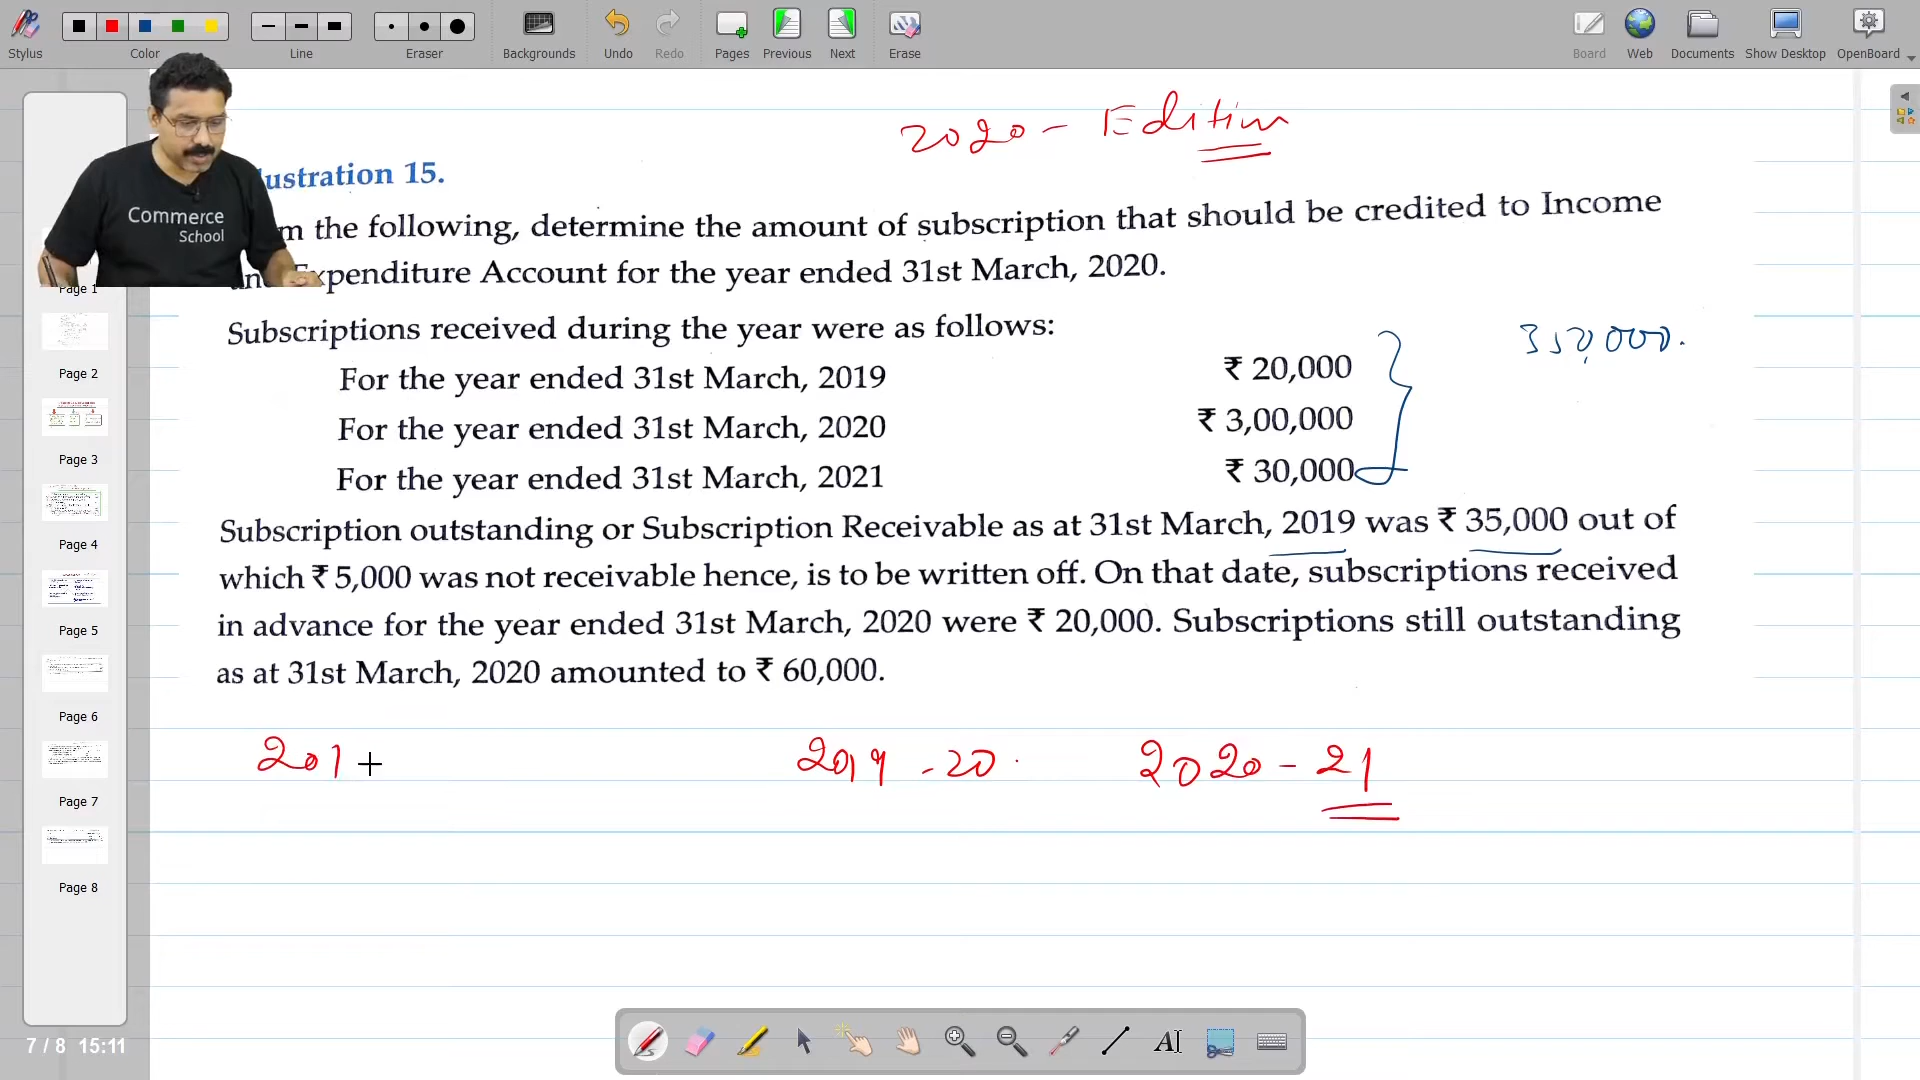 Stylus Color Line Eraser Backgrounds Undo Redo Pages Previous Next Erase Board Web Documents Show Desktop OpenBoard
2020 - Edition
lustration 15.
Commerce
School
m the following, determine the amount of subscription that should be credited to Income
Expenditure Account for the year ended 31st March, 2020.
Subscriptions received during the year were as follows:
350,000.
For the year ended 31st March, 2019 ₹ 20,000
For the year ended 31st March, 2020 ₹ 3,00,000
For the year ended 31st March, 2021 ₹ 30,000
Subscription outstanding or Subscription Receivable as at 31st March, 2019 was ₹ 35,000 out of
which ₹ 5,000 was not receivable hence, is to be written off. On that date, subscriptions received
in advance for the year ended 31st March, 2020 were ₹ 20,000. Subscriptions still outstanding
as at 31st March, 2020 amounted to ₹ 60,000.
201 2019 - 20 2020 - 21
Page 1
Page 2
Page 3
Page 4
Page 5
Page 6
Page 7
Page 8
7 / 8 15:11